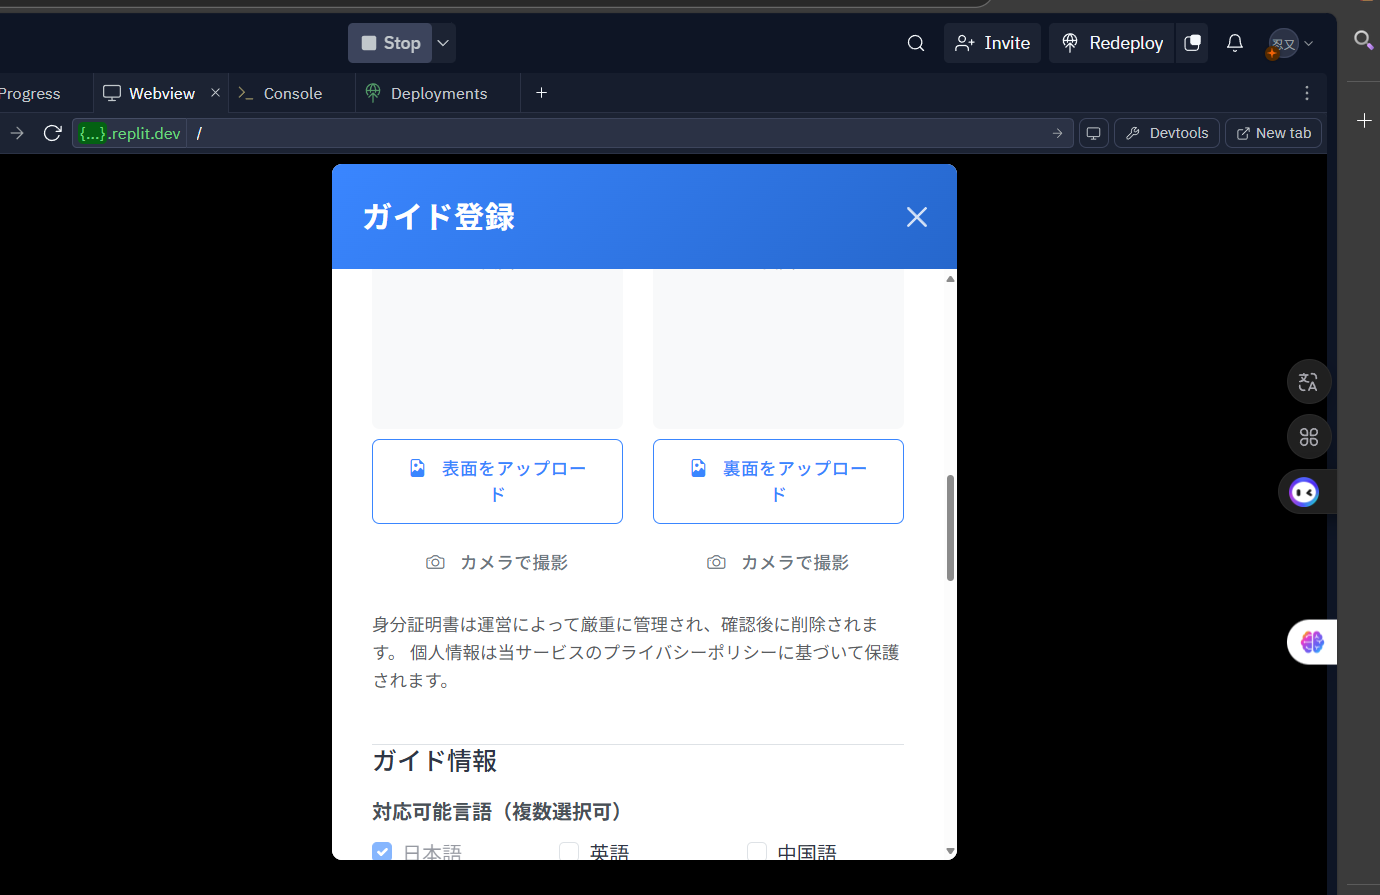 Stop
Invite
Redeploy
忍又
Progress
Webview
Console
Deployments
{...}.replit.dev /
Devtools
New tab
ガイド登録
表面をアップロー
ド
裏面をアップロー
ド
カメラで撮影
カメラで撮影
身分証明書は運営によって厳重に管理され、確認後に削除されま
す。 個人情報は当サービスのプライバシーポリシーに基づいて保護
されます。
ガイド情報
対応可能言語（複数選択可）
日本語
英語
中国語